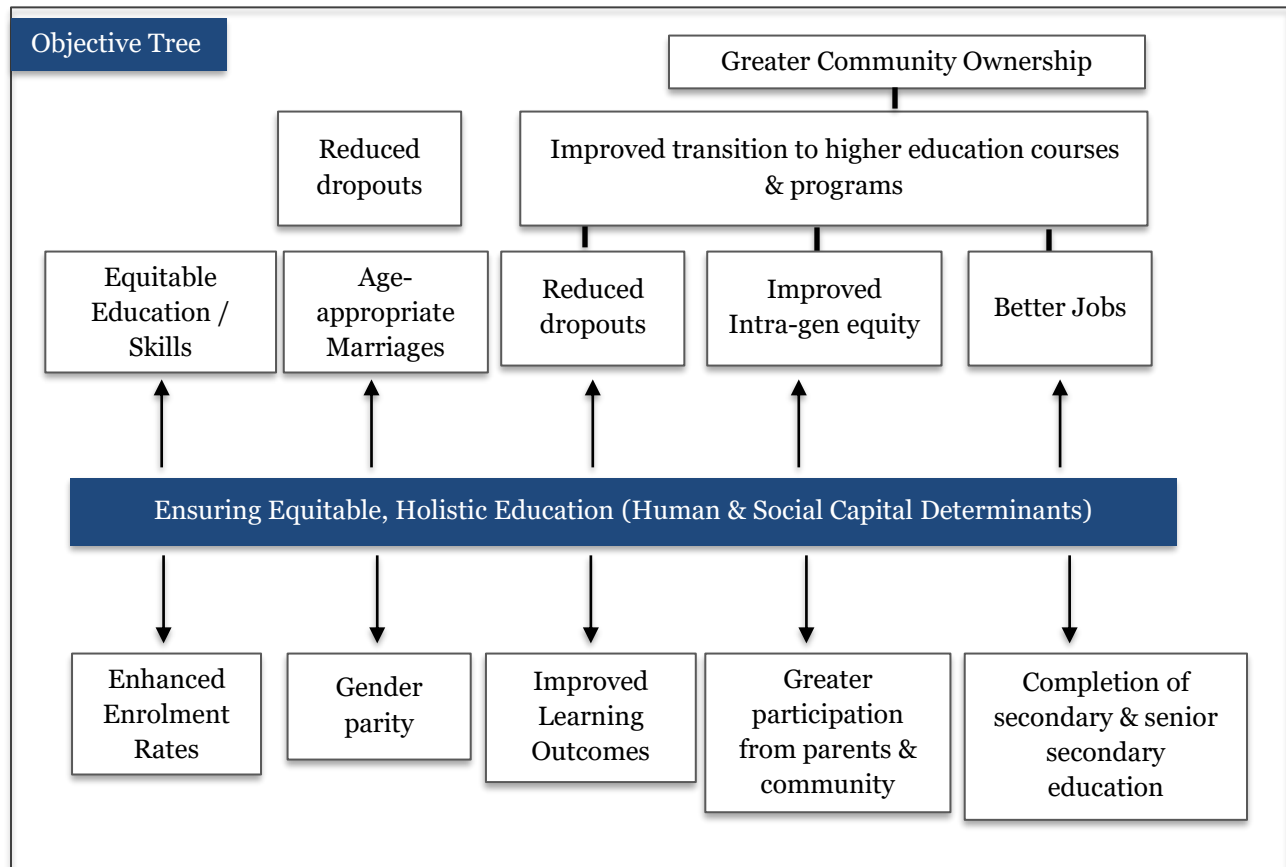 Objective Tree
Greater Community Ownership
Reduced
dropouts
Improved transition to higher education courses
& programs
Equitable
Education /
Skills
Age-
appropriate
Marriages
Reduced
dropouts
Improved
Intra-gen equity
Better Jobs
Ensuring Equitable, Holistic Education (Human & Social Capital Determinants)
Enhanced
Enrolment
Rates
Gender
parity
Improved
Learning
Outcomes
Greater
participation
from parents &
community
Completion of
secondary & senior
secondary
education